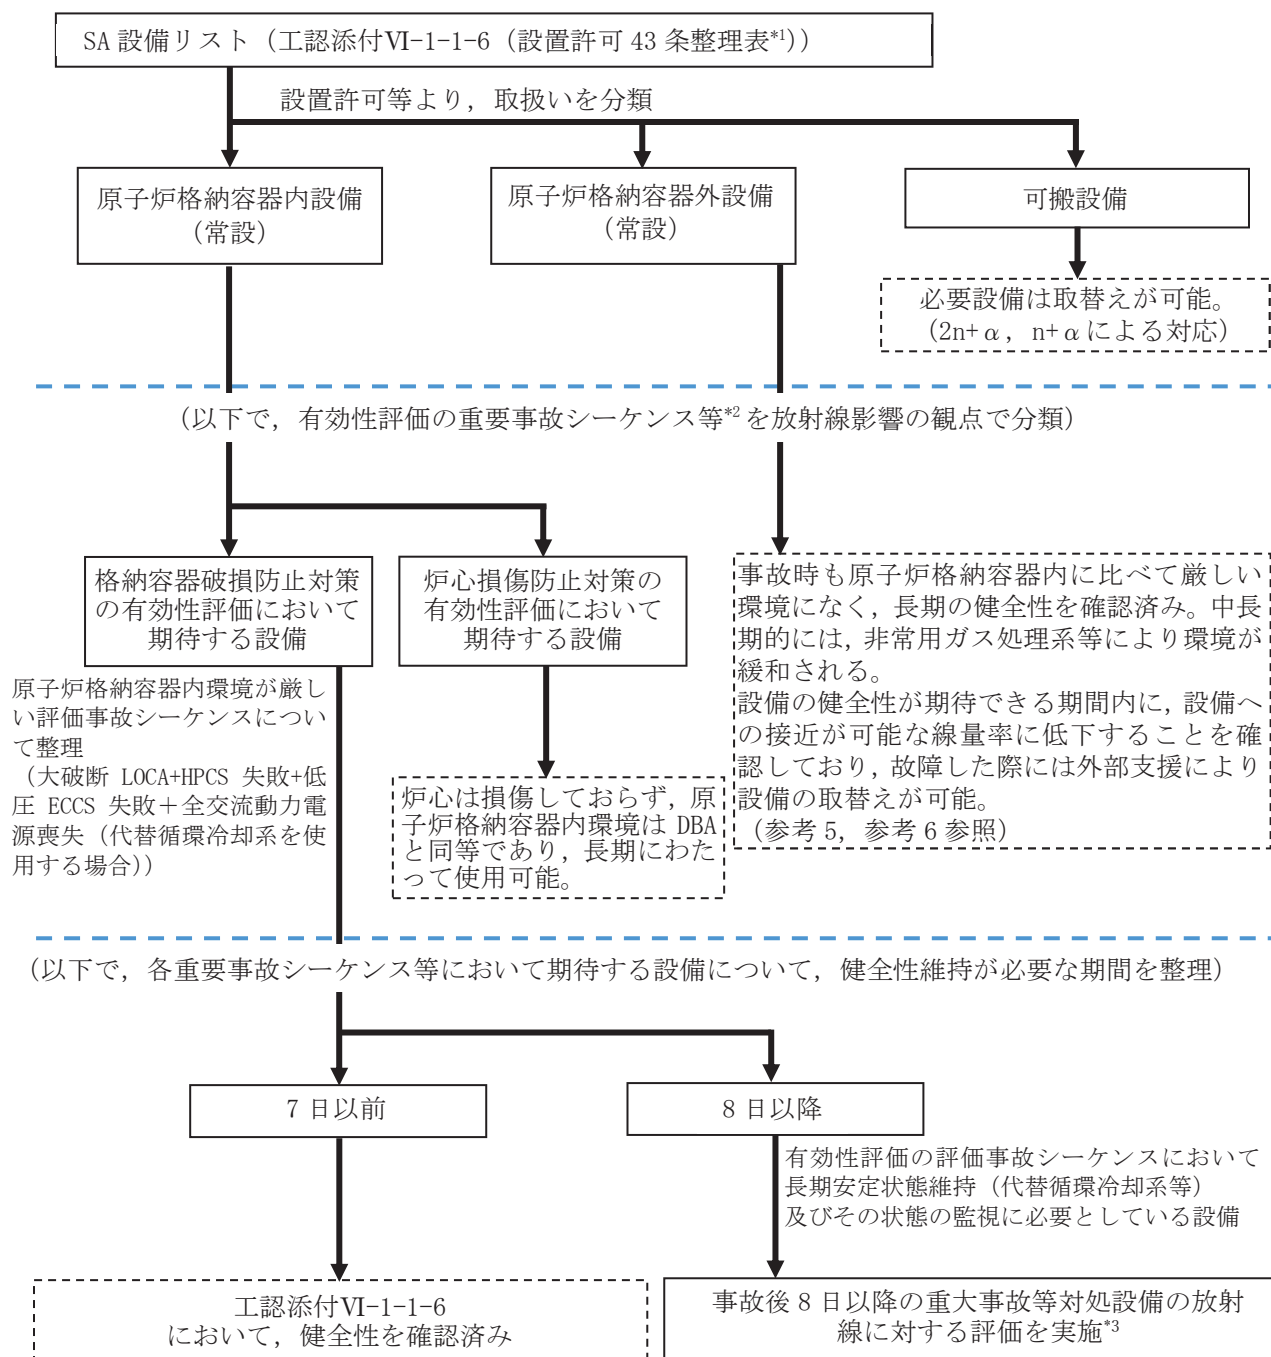 SA 設備リスト（工認添付Ⅵ-1-1-6（設置許可 43 条整理表*1））
設置許可等より，取扱いを分類
原子炉格納容器内設備
（常設）
原子炉格納容器外設備
（常設）
可搬設備
必要設備は取替えが可能。
（2n+α，n+αによる対応）
（以下で，有効性評価の重要事故シーケンス等*2を放射線影響の観点で分類）
格納容器破損防止対策
の有効性評価において
期待する設備
炉心損傷防止対策の
有効性評価において
期待する設備
事故時も原子炉格納容器内に比べて厳しい
環境になく，長期の健全性を確認済み。中長
期的には，非常用ガス処理系等により環境が
緩和される。
設備の健全性が期待できる期間内に，設備へ
の接近が可能な線量率に低下することを確
認しており，故障した際には外部支援により
設備の取替えが可能。
（参考 5，参考 6 参照）
原子炉格納容器内環境が厳し
い評価事故シーケンスについ
て整理
（大破断 LOCA+HPCS 失敗+低
圧 ECCS 失敗＋全交流動力電
源喪失（代替循環冷却系を使
用する場合））
炉心は損傷しておらず，原
子炉格納容器内環境は DBA
と同等であり，長期にわた
って使用可能。
（以下で，各重要事故シーケンス等において期待する設備について，健全性維持が必要な期間を整理）
7 日以前
8 日以降
有効性評価の評価事故シーケンスにおいて
長期安定状態維持（代替循環冷却系等）
及びその状態の監視に必要としている設備
工認添付Ⅵ-1-1-6
において，健全性を確認済み
事故後 8 日以降の重大事故等対処設備の放射
線に対する評価を実施*3